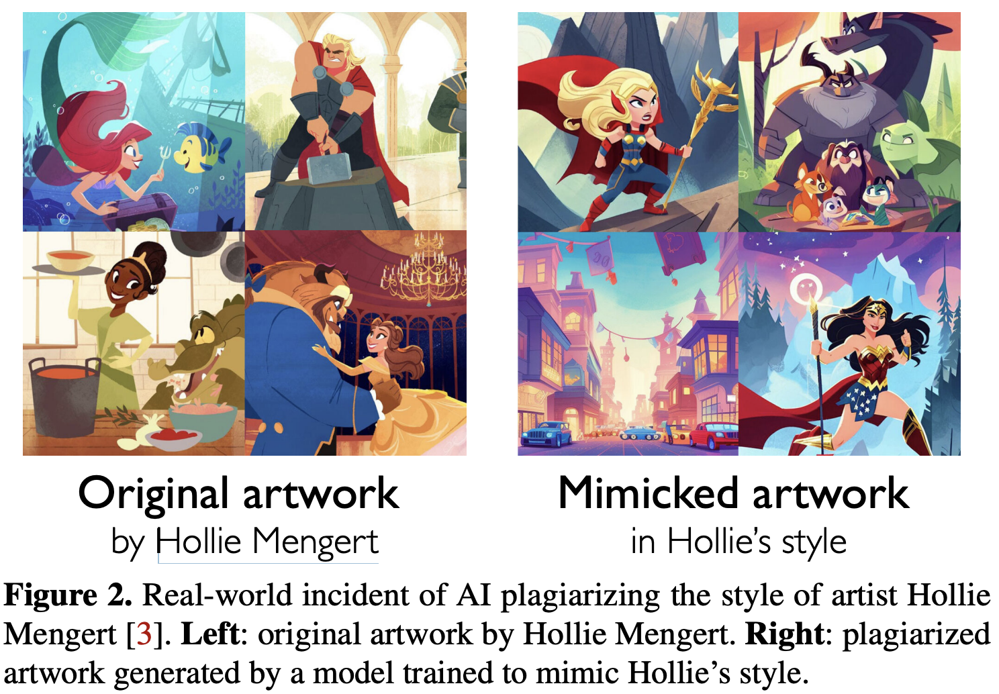 Original artwork
by Hollie Mengert
Mimicked artwork
in Hollie's style
Figure 2. Real-world incident of AI plagiarizing the style of artist Hollie
Mengert [3]. Left: original artwork by Hollie Mengert. Right: plagiarized
artwork generated by a model trained to mimic Hollie's style.